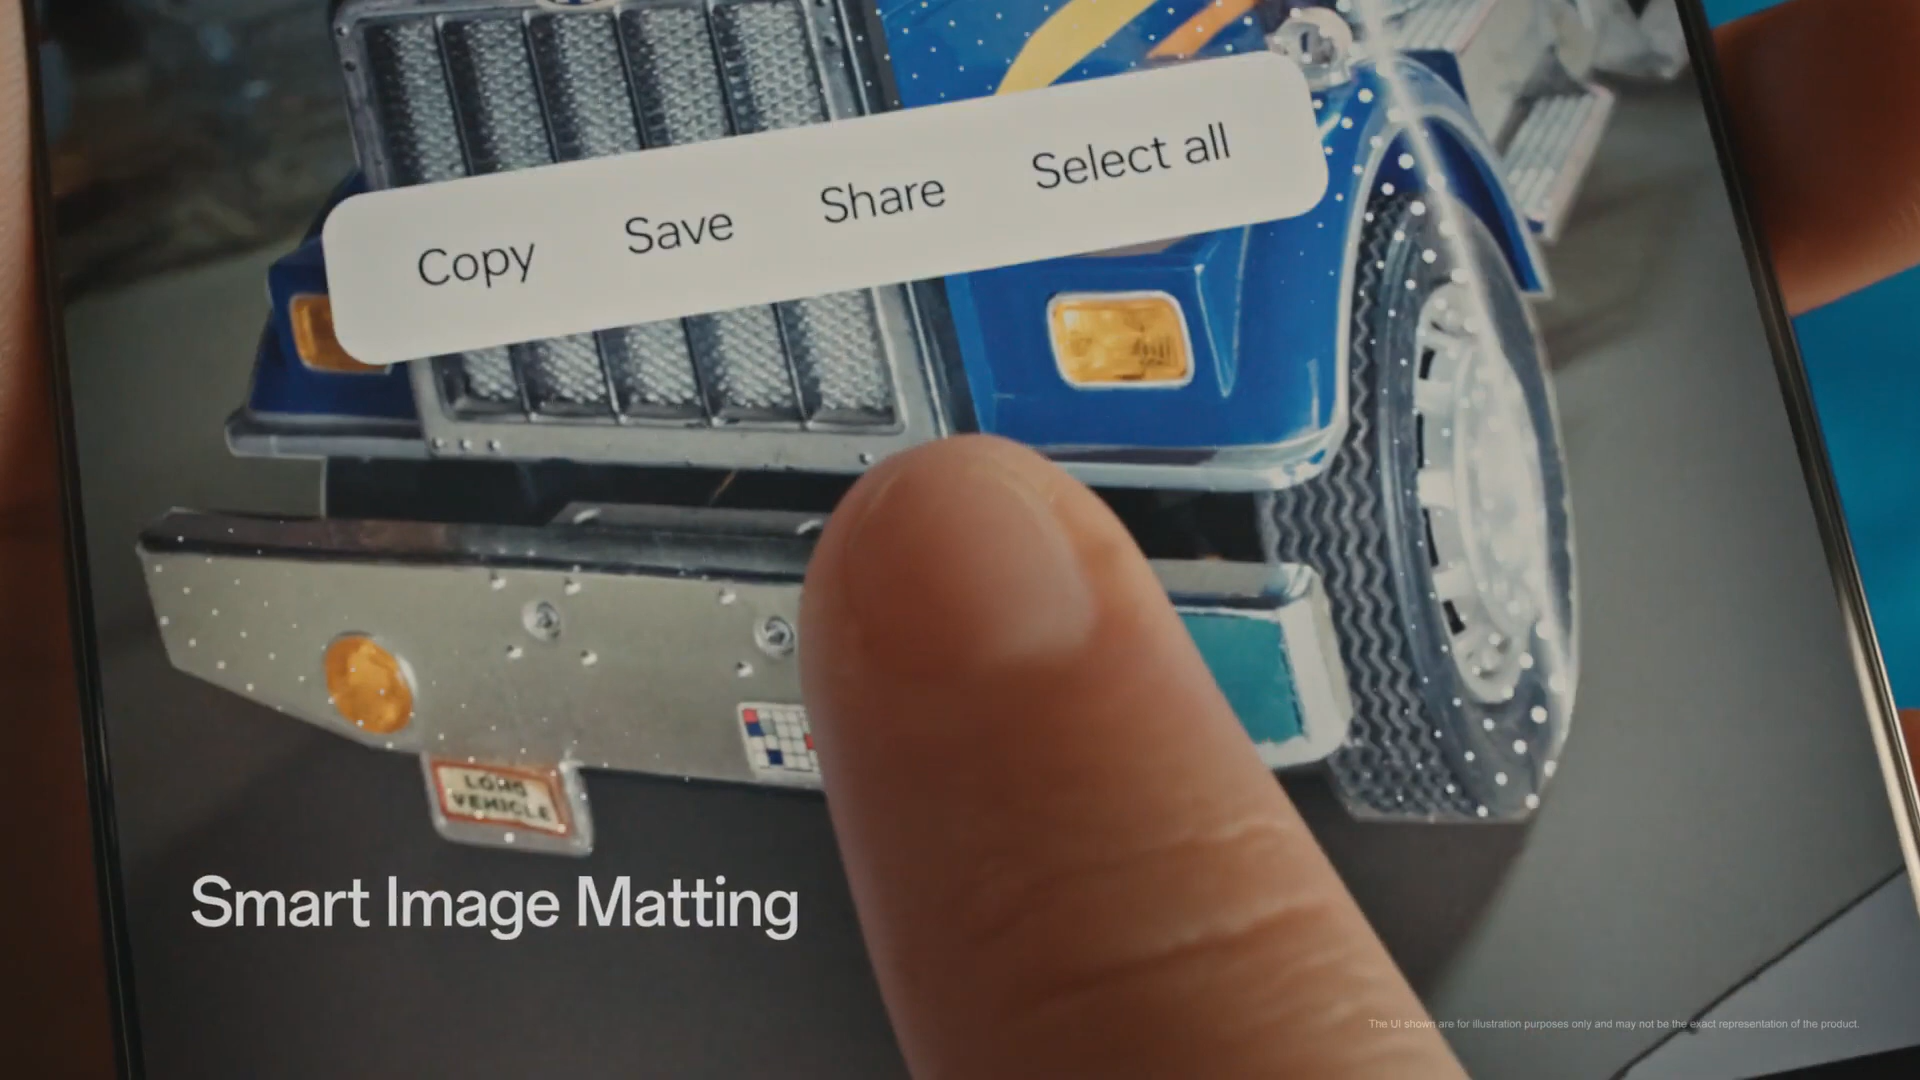 Copy Save Share Select all
LONG
VEHICLE
Smart Image Matting
The UI shown are for illustration purposes only and may not be the exact representation of the product.